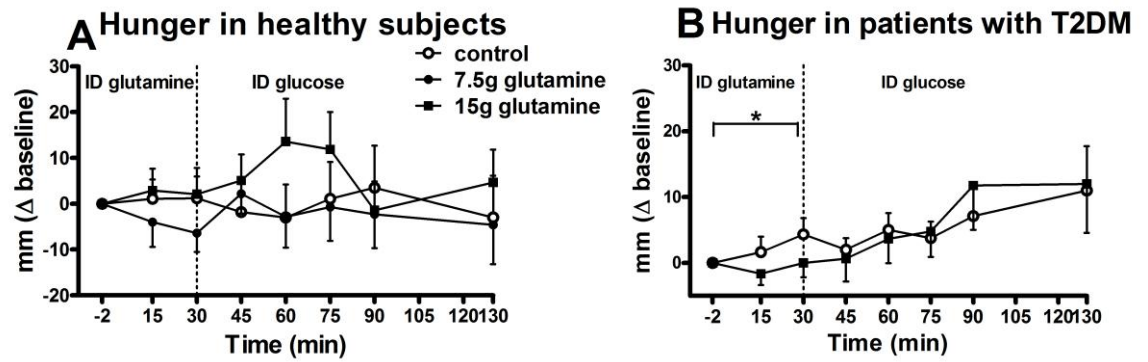 A Hunger in healthy subjects
control
7.5g glutamine
15g glutamine
ID glutamine
ID glucose
mm (Δ baseline)
30
20
10
0
-10
-20
-2 15 30 45 60 75 90 105 120 130
Time (min)
B Hunger in patients with T2DM
ID glutamine
ID glucose
*
mm (Δ baseline)
30
20
10
0
-2 15 30 45 60 75 90 105 120 130
Time (min)